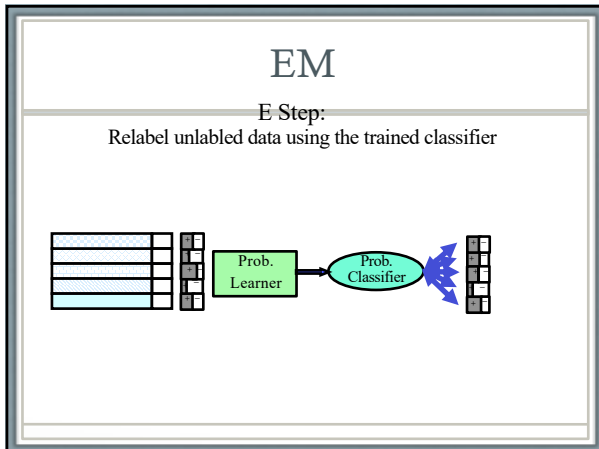 EM
E Step:
Relabel unlabled data using the trained classifier
+ −
+ −
+ −
+ −
+ −
Prob.
Learner
Prob.
Classifier
+ −
+ −
+ −
+ −
+ −